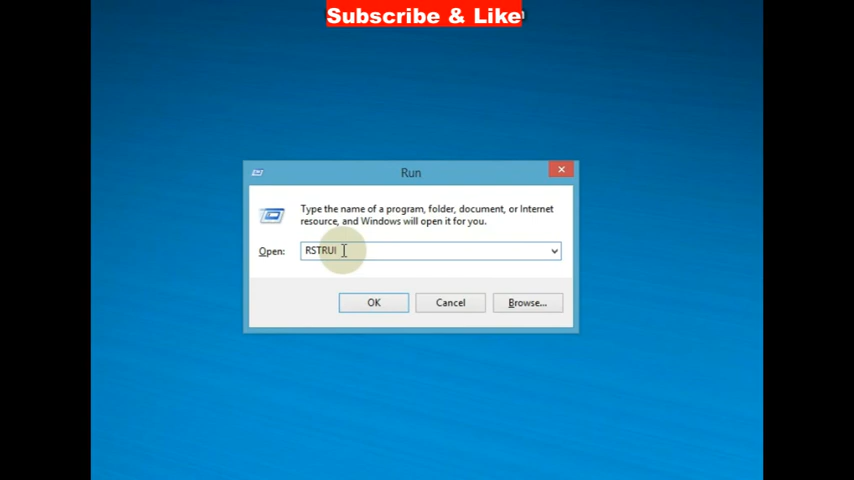 Subscribe & Like
Run
Type the name of a program, folder, document, or Internet
resource, and Windows will open it for you.
Open: RSTRUI
OK Cancel Browse...